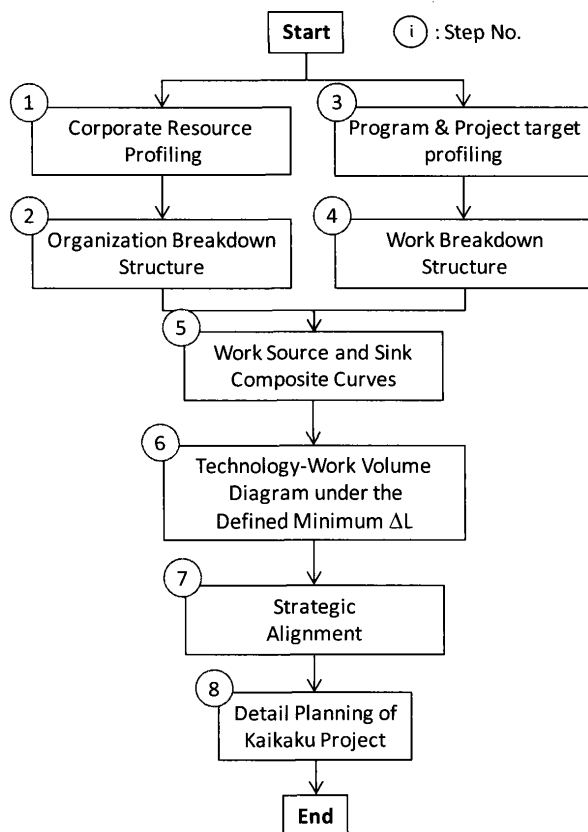 Start
i : Step No.
1
Corporate Resource
Profiling
3
Program & Project target
profiling
2
Organization Breakdown
Structure
4
Work Breakdown
Structure
5
Work Source and Sink
Composite Curves
6
Technology-Work Volume
Diagram under the
Defined Minimum ΔL
7
Strategic
Alignment
8
Detail Planning of
Kaikaku Project
End